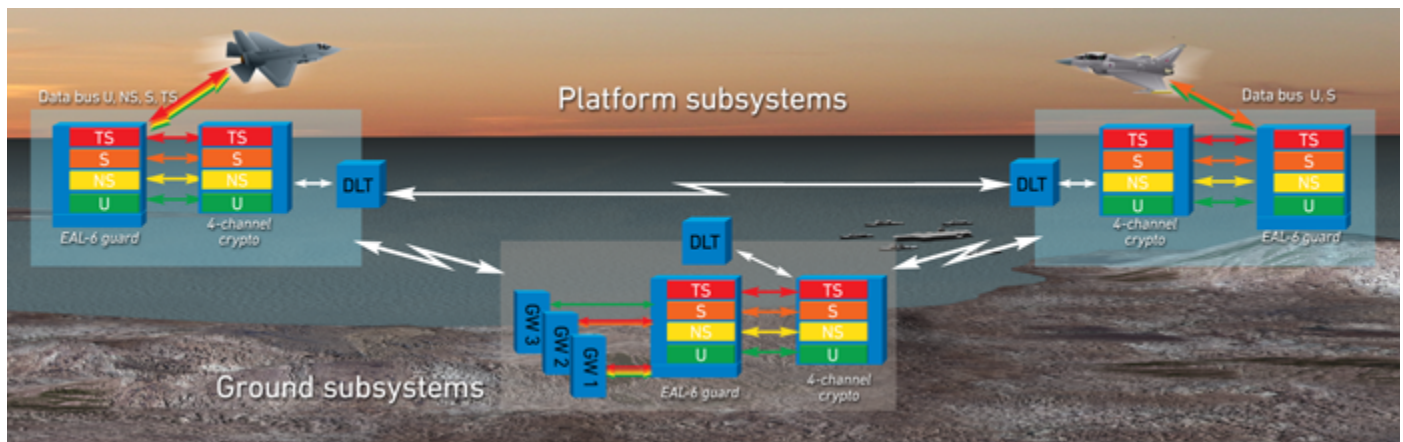 Platform subsystems
Data bus U, NS, S, TS
TS
S
NS
U
EAL-6 guard
TS
S
NS
U
4-channel
crypto
DLT
DLT
TS
S
NS
U
4-channel
crypto
Data bus U,S
TS
S
NS
U
EAL-6 guard
DLT
GW 3
GW 2
GW 1
TS
S
NS
U
EAL-6 guard
TS
S
NS
U
4-channel
crypto
Ground subsystems